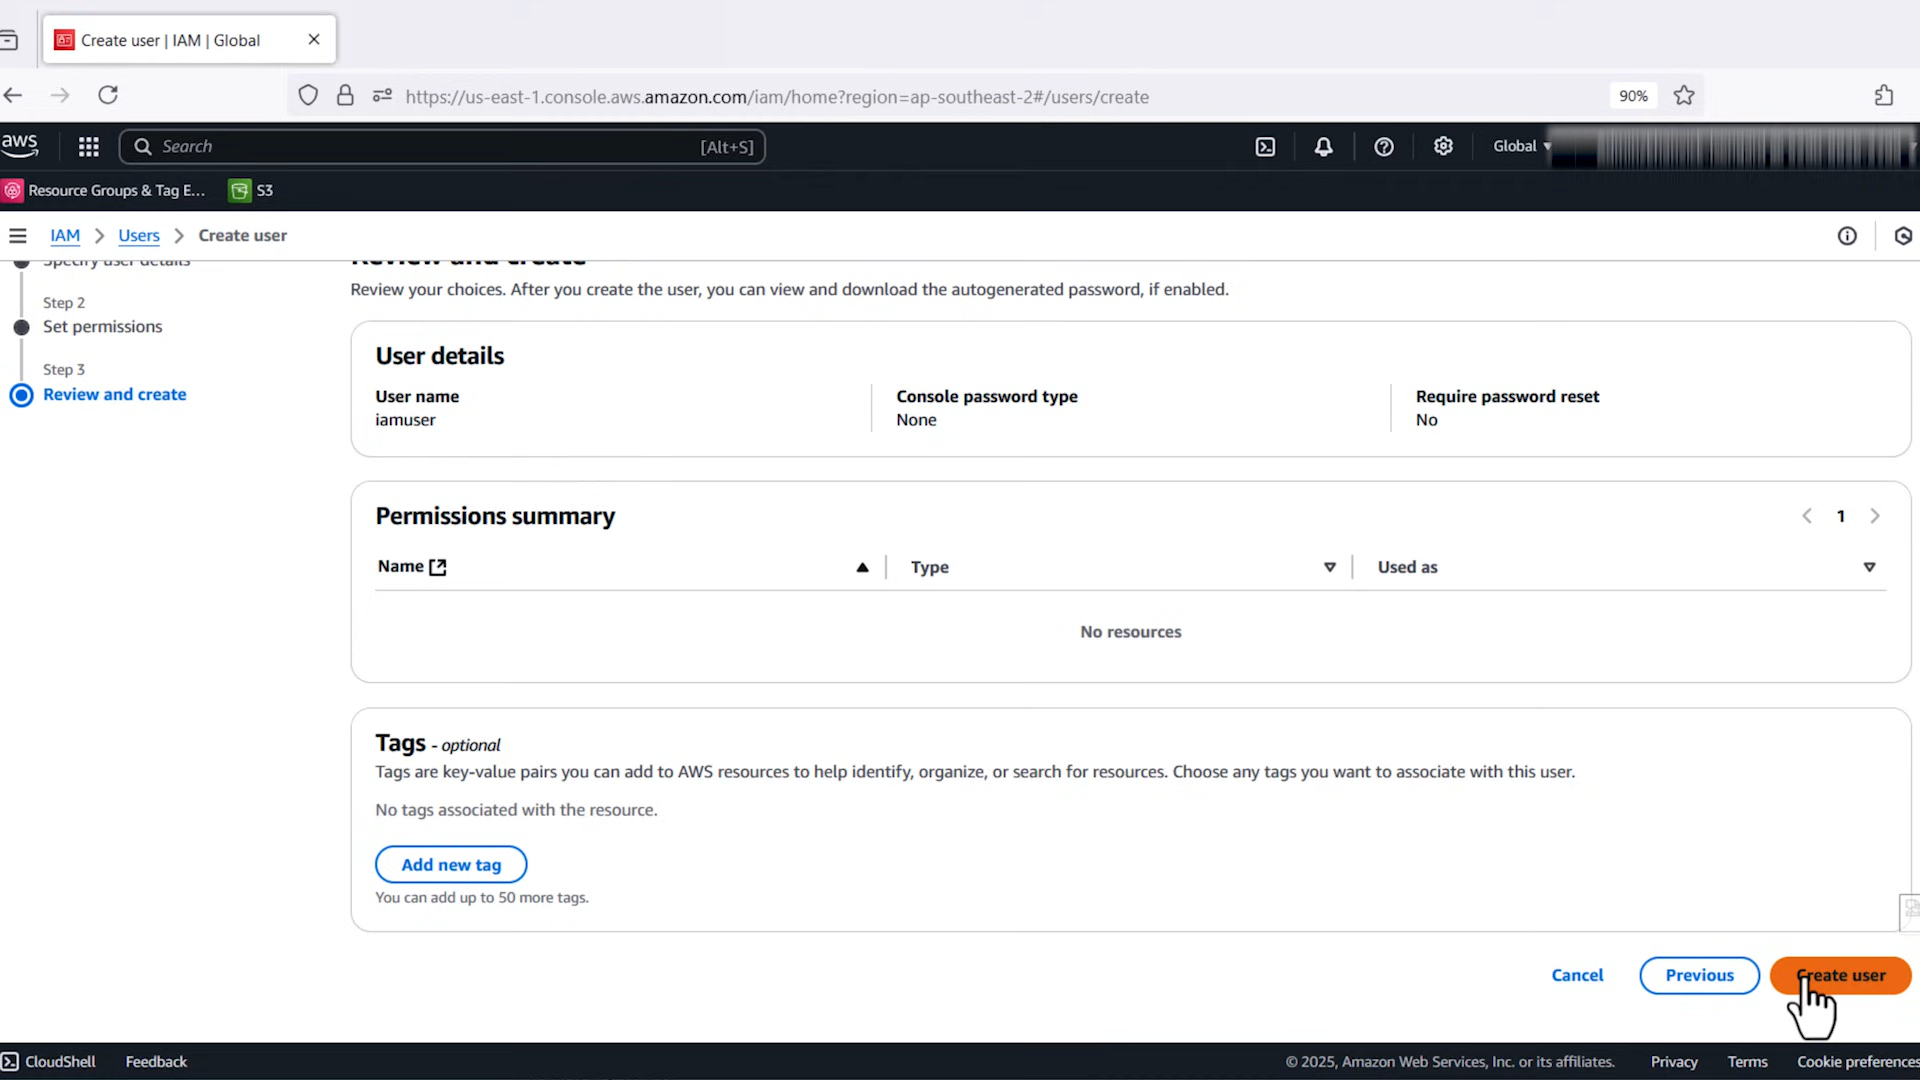 Create user | IAM | Global
https://us-east-1.console.aws.amazon.com/iam/home?region=ap-southeast-2#/users/create
90%
aws
Search
[Alt+S]
Global
Resource Groups & Tag E...
S3
IAM
Users
Create user
Specify user details
Review and create
Step 2
Set permissions
Step 3
Review and create
Review your choices. After you create the user, you can view and download the autogenerated password, if enabled.
User details
User name
iamuser
Console password type
None
Require password reset
No
Permissions summary
1
Name
Type
Used as
No resources
Tags - optional
Tags are key-value pairs you can add to AWS resources to help identify, organize, or search for resources. Choose any tags you want to associate with this user.
No tags associated with the resource.
Add new tag
You can add up to 50 more tags.
Cancel
Previous
Create user
CloudShell
Feedback
© 2025, Amazon Web Services, Inc. or its affiliates.
Privacy
Terms
Cookie preferences